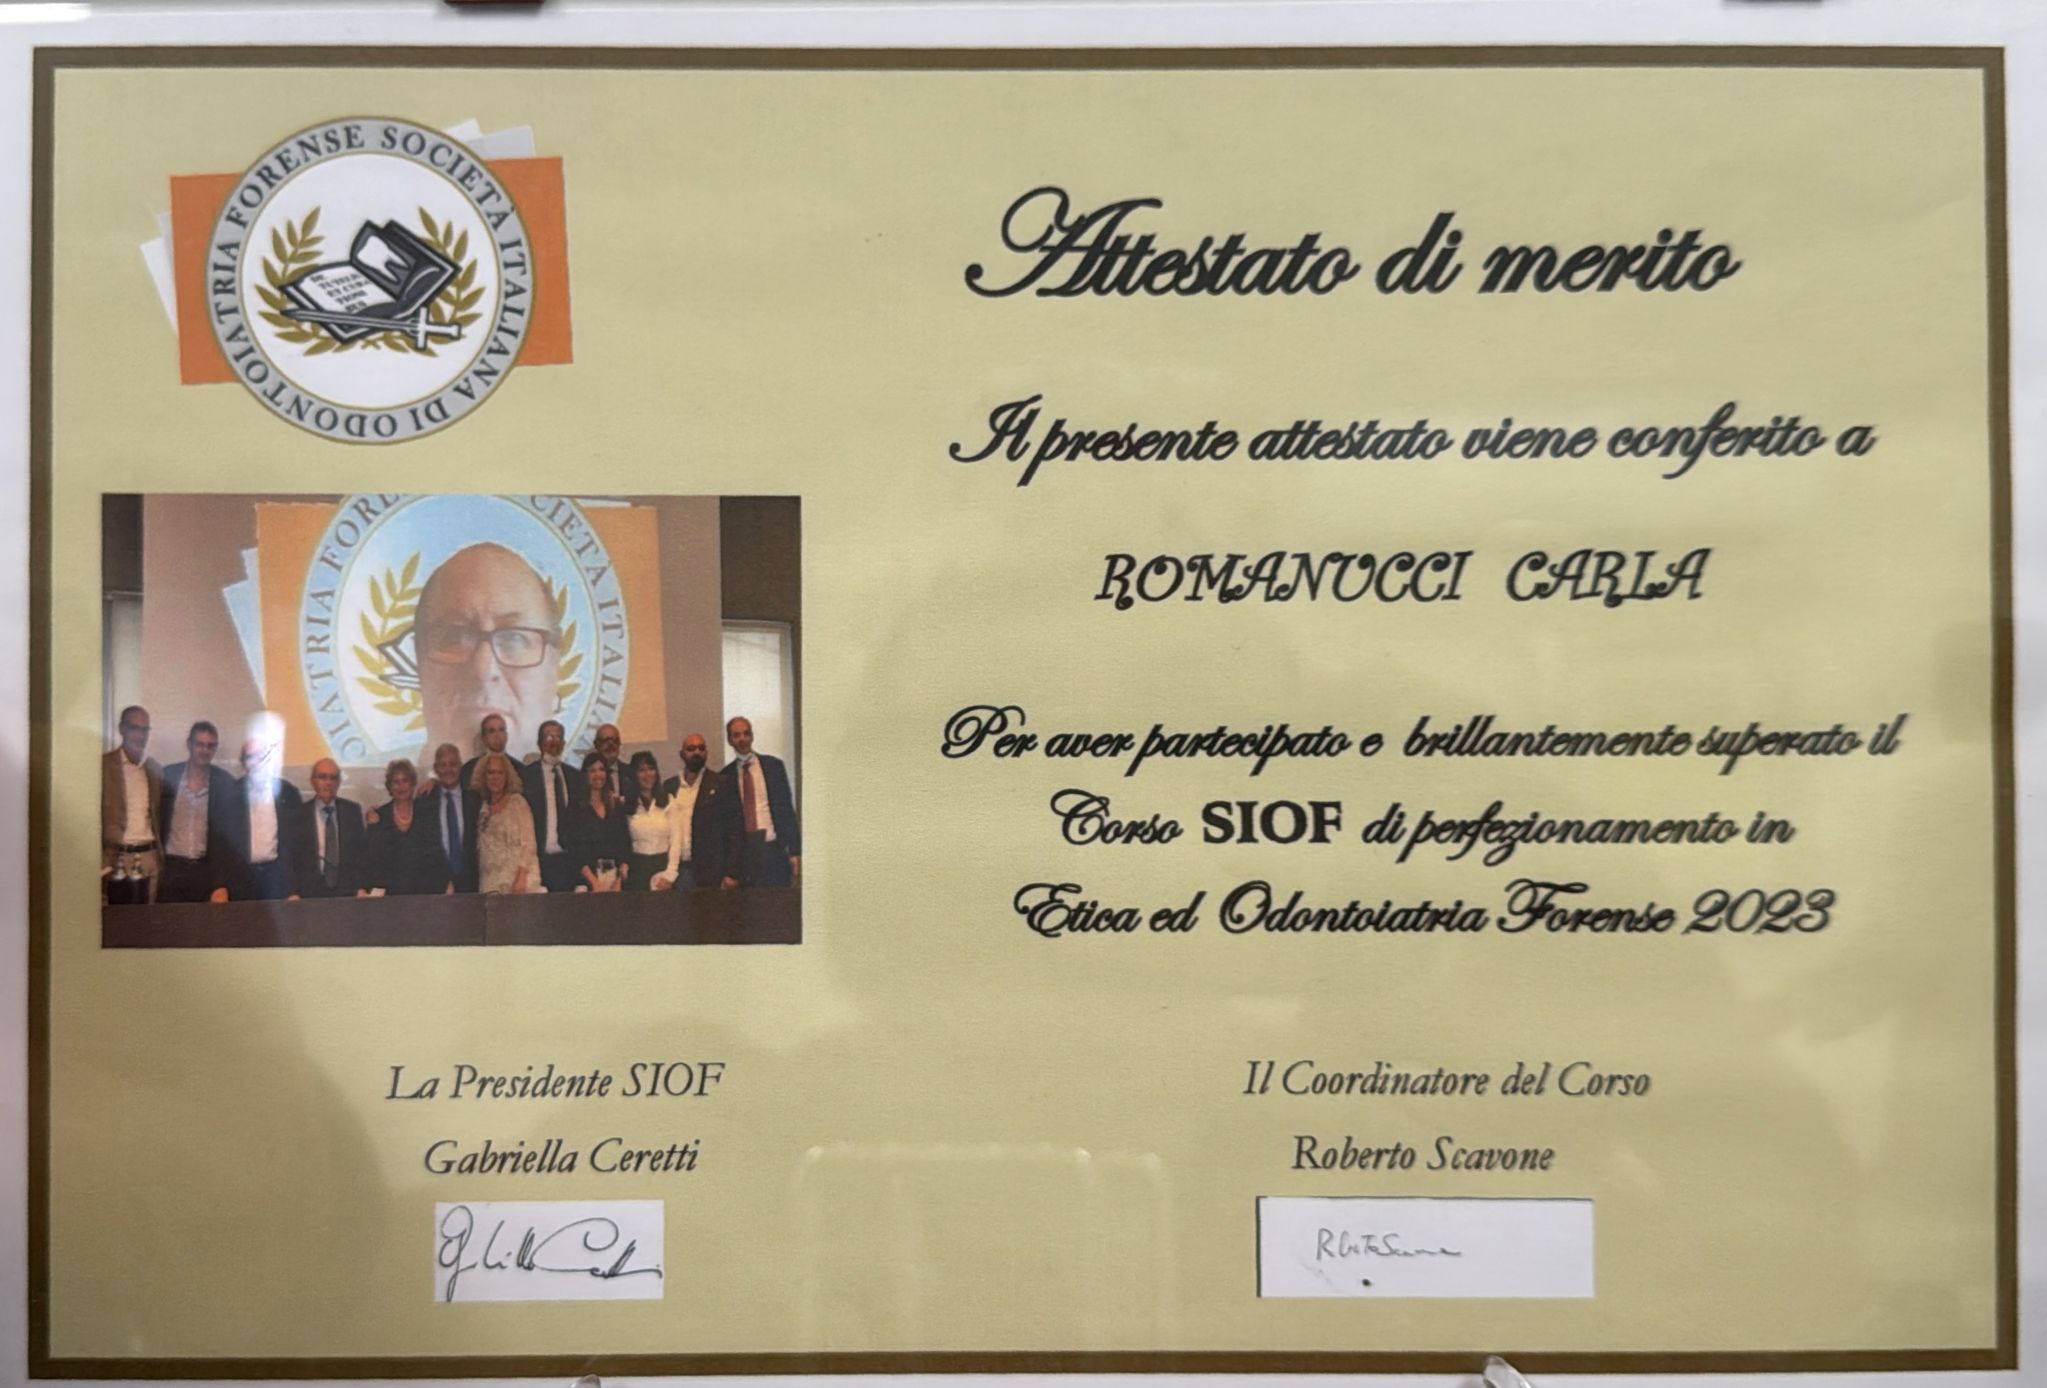 SOCIETÀ ITALIANA DI ODONTOIATRIA FORENSE
Attestato di merito
Il presente attestato viene conferito a
ROMANUCCI CARLA
Per aver partecipato e brillantemente superato il
Corso SIOF di perfezionamento in
Etica ed Odontoiatria Forense 2023
La Presidente SIOF
Gabriella Ceretti
Il Coordinatore del Corso
Roberto Scavone